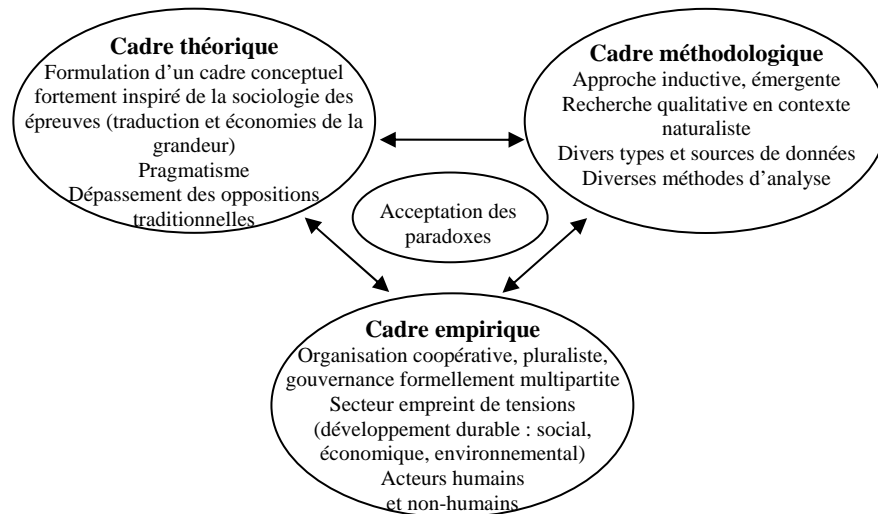 Cadre théorique
Formulation d'un cadre conceptuel
fortement inspiré de la sociologie des
épreuves (traduction et économies de la
grandeur)
Pragmatisme
Dépassement des oppositions
traditionnelles
Cadre méthodologique
Approche inductive, émergente
Recherche qualitative en contexte
naturaliste
Divers types et sources de données
Diverses méthodes d'analyse
Acceptation des
paradoxes
Cadre empirique
Organisation coopérative, pluraliste,
gouvernance formellement multipartite
Secteur empreint de tensions
(développement durable : social,
économique, environnemental)
Acteurs humains
et non-humains